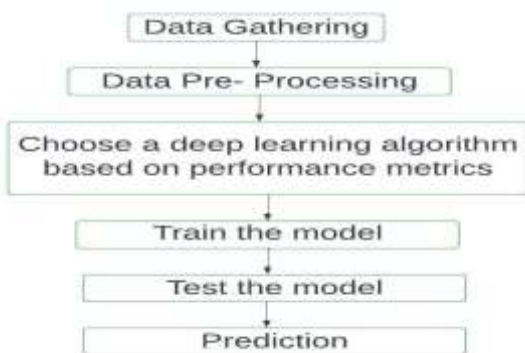 Data Gathering
Data Pre- Processing
Choose a deep learning algorithm
based on performance metrics
Train the model
Test the model
Prediction